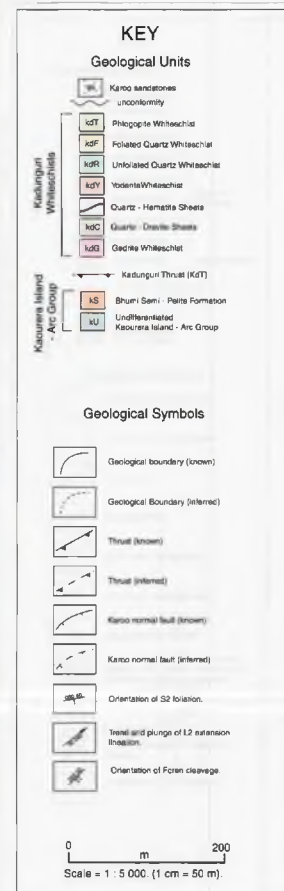 KEY
Geological Units
Karoo sandstones
unconformity
Kadunguri
Whiteschists
kdT Phlogopite Whiteschist
kdF Foliated Quartz Whiteschist
kdR Unfoliated Quartz Whiteschist
kdY Yoderite Whiteschist
Quartz - Hematite Sheets
kdC Quartz - Dravite Sheets
kdG Gedrite Whiteschist
Kadunguri Thrust (KdT)
Kaourera Island
- Arc Group
kS Bhumi Semi - Pelite Formation
kU Undifferentiated
Kaourera Island - Arc Group
Geological Symbols
Geological boundary (known)
Geological Boundary (inferred)
Thrust (known)
Thrust (inferred)
Karoo normal fault (known)
Karoo normal fault (inferred)
Orientation of S2 foliation.
Trend and plunge of L2 extension
lineation.
Orientation of cleavage.
0 200
m
Scale = 1 : 5 000. (1 cm = 50 m).